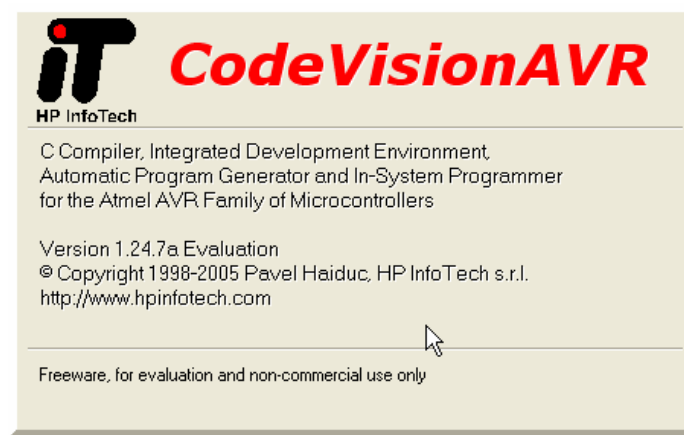 iT
CodeVisionAVR
HP InfoTech
C Compiler, Integrated Development Environment,
Automatic Program Generator and In-System Programmer
for the Atmel AVR Family of Microcontrollers
Version 1.24.7a Evaluation
© Copyright 1998-2005 Pavel Haiduc, HP InfoTech s.r.l.
http://www.hpinfotech.com
Freeware, for evaluation and non-commercial use only